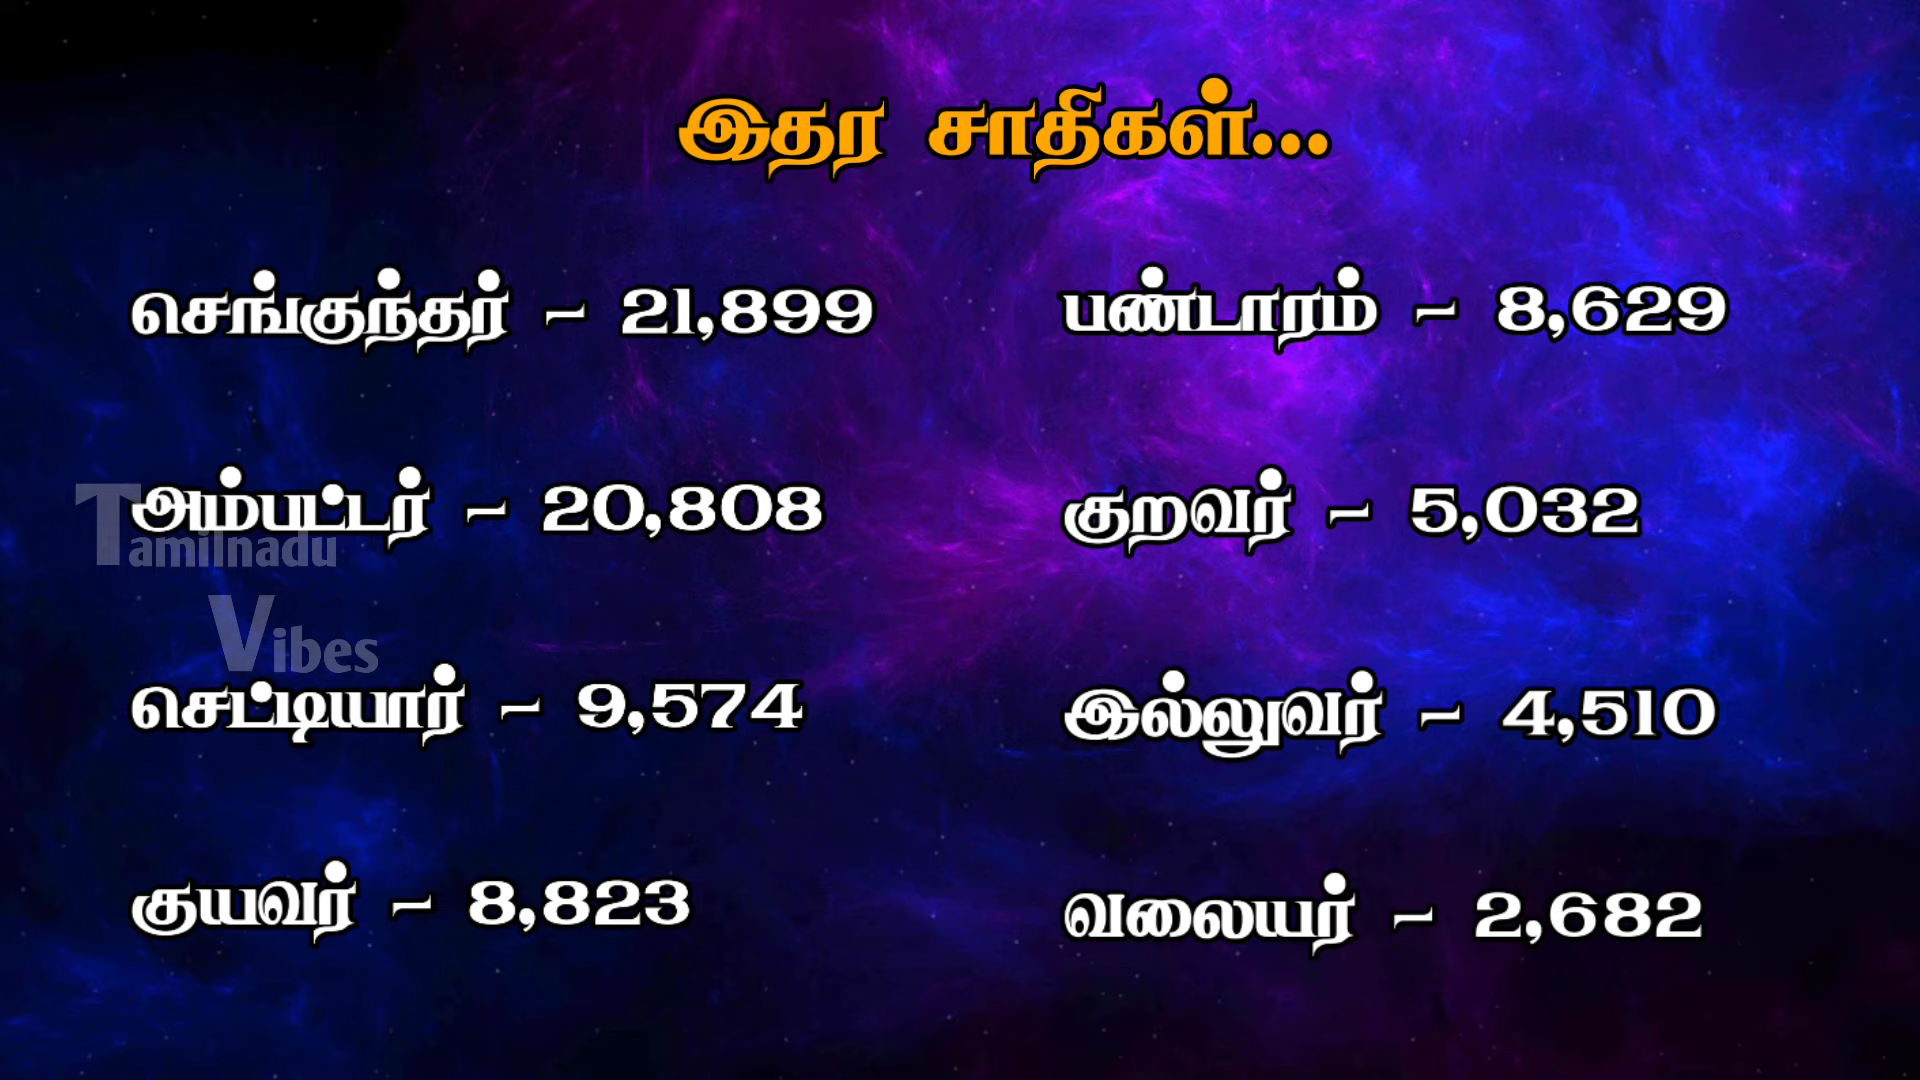 இதர சாதிகள்...
செங்குந்தர் - 21,899
அம்பட்டர் - 20,808
செட்டியார் - 9,574
குயவர் - 8,823
பண்டாரம் - 8,629
குறவர் - 5,032
இல்லுவர் - 4,510
வலையர் - 2,682
Tamilnadu
Vibes